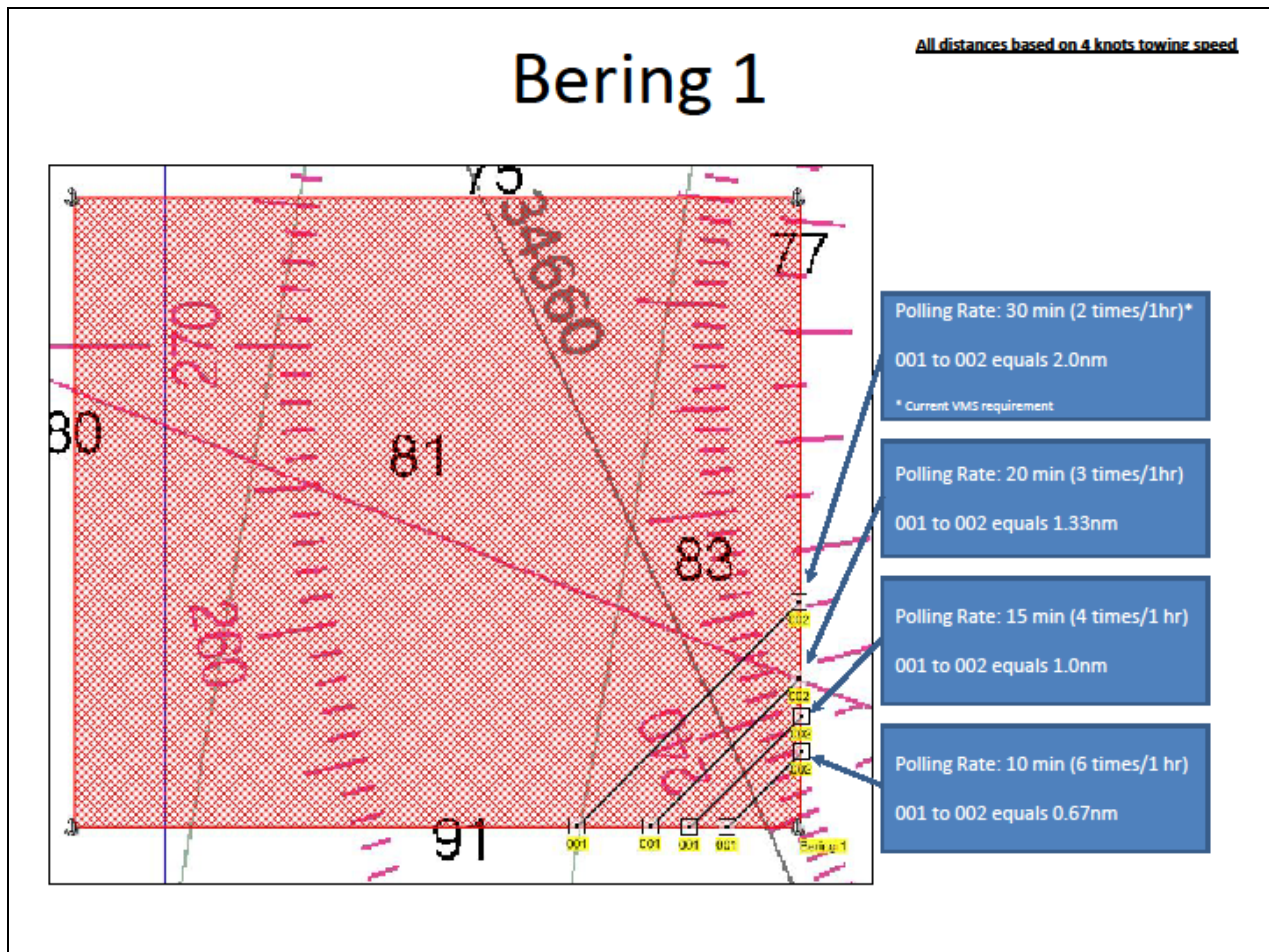 All distances based on 4 knots towing speed
Bering 1
75
34660
77
270
80
81
83
260
91
002
002
002
002
001
001
001
001
Bering 1
Polling Rate: 30 min (2 times/1hr)*
001 to 002 equals 2.0nm
* Current VMS requirement
Polling Rate: 20 min (3 times/1hr)
001 to 002 equals 1.33nm
Polling Rate: 15 min (4 times/1 hr)
001 to 002 equals 1.0nm
Polling Rate: 10 min (6 times/1 hr)
001 to 002 equals 0.67nm